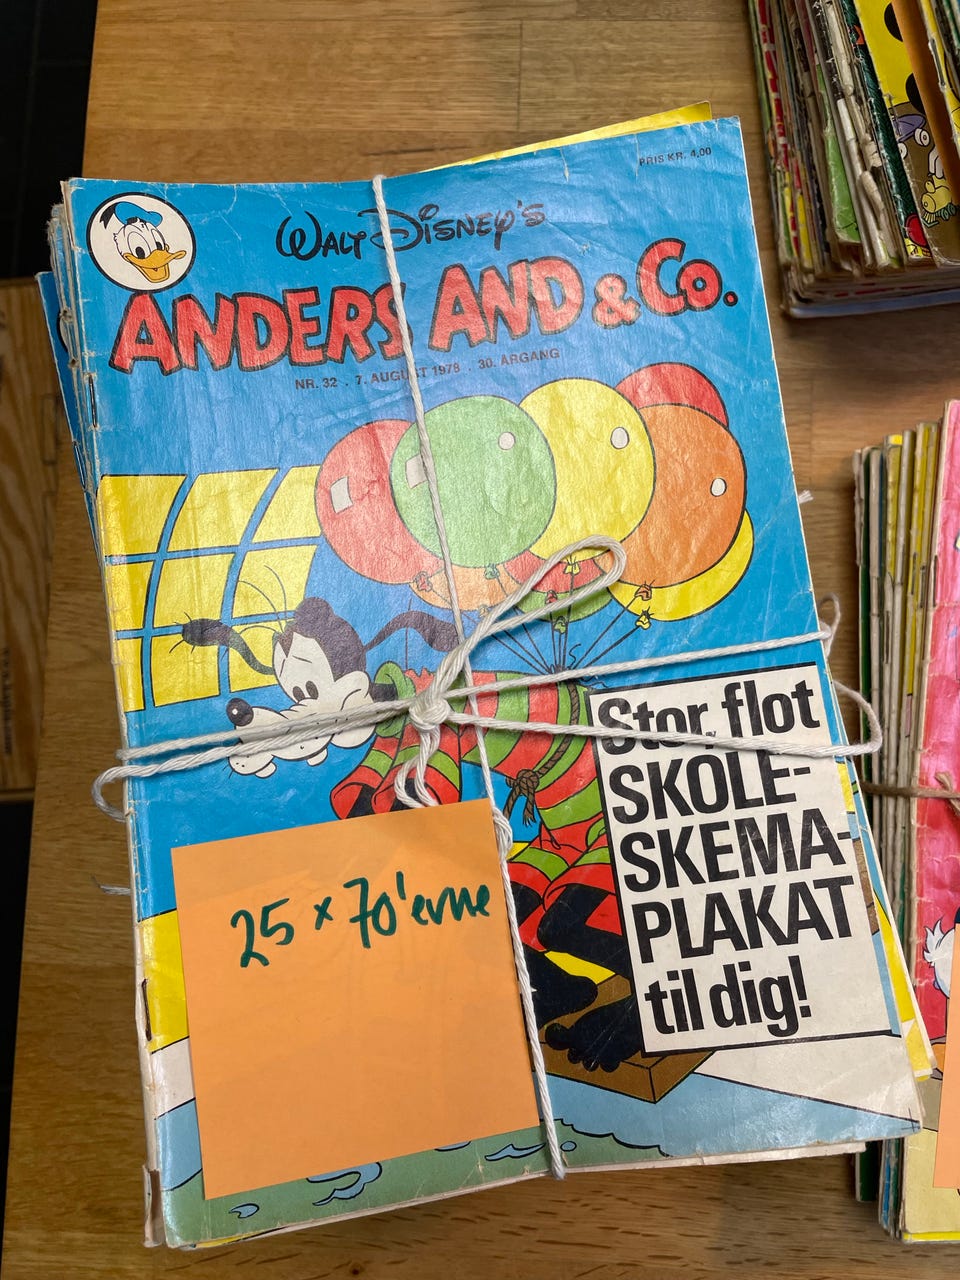 PRIS KR. 4,00
WALT DISNEY'S
ANDERS AND & Co.
NR. 32 . 7. AUGUST 1978 . 30. ARGANG
Stor, flot
SKOLE-
SKEMA-
PLAKAT
til dig!
25 x 70'erne